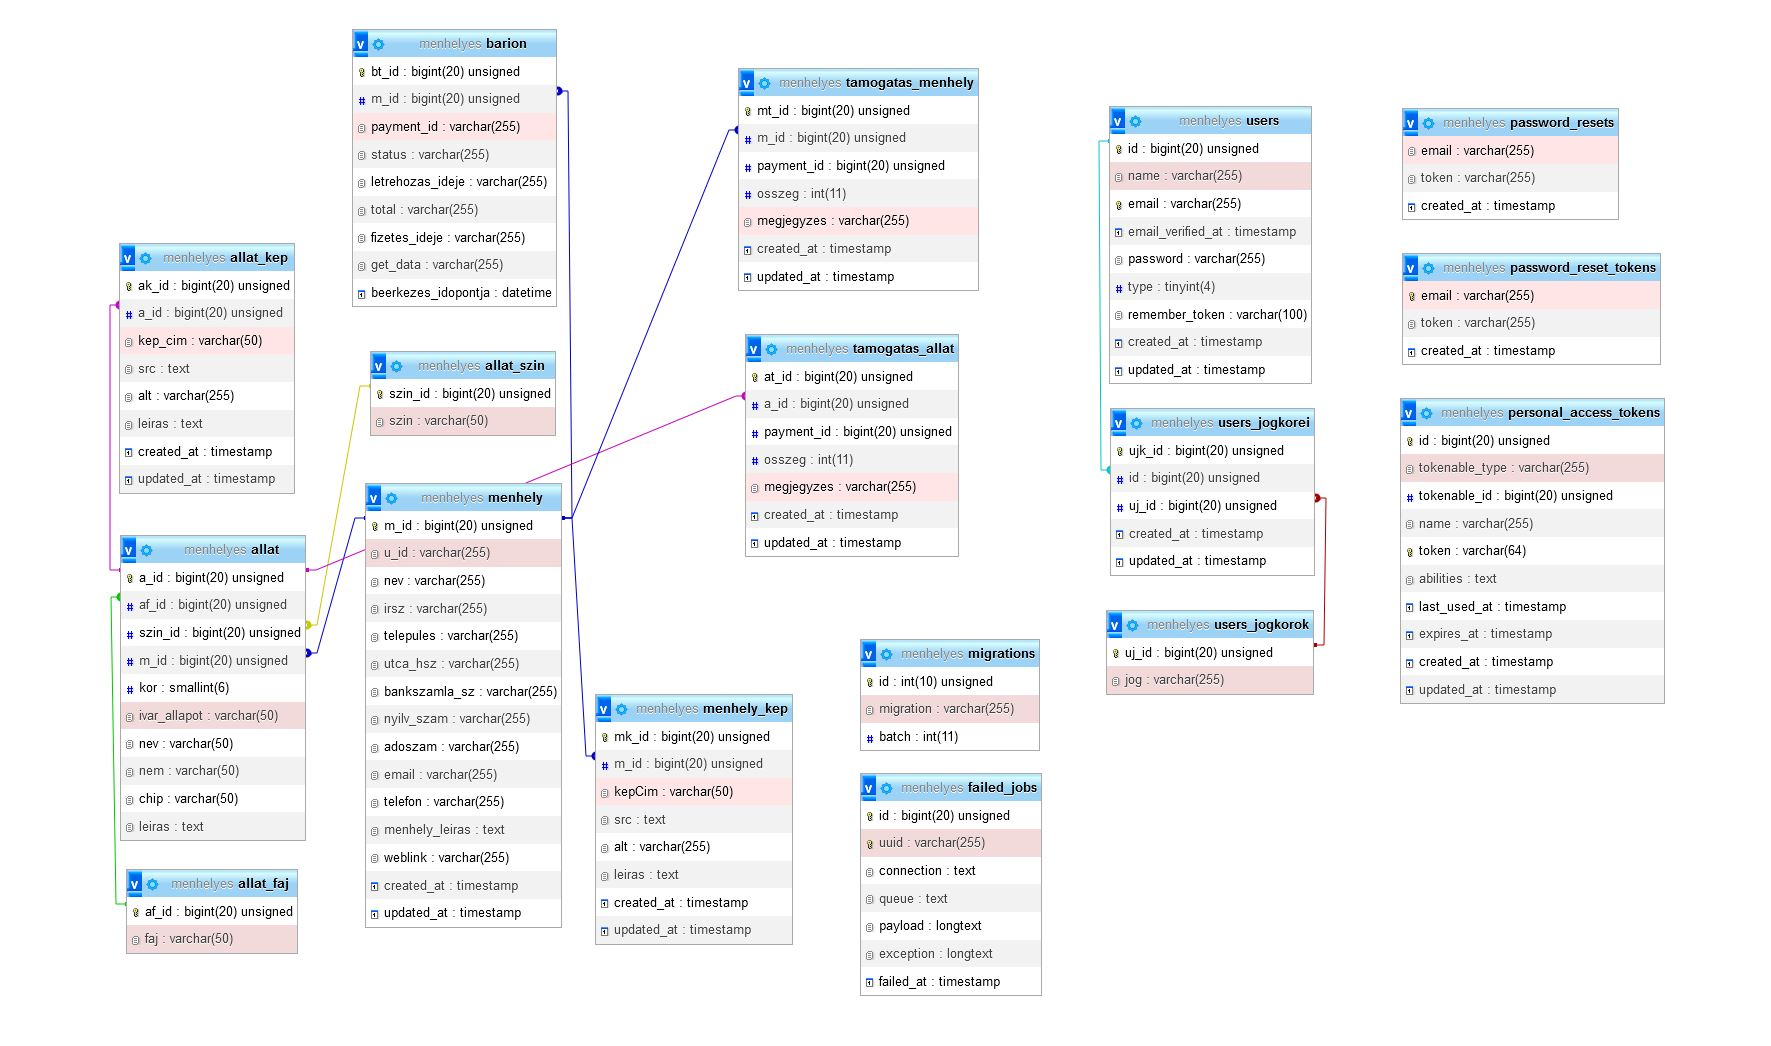 menhelyes barion
bt_id : bigint(20) unsigned
m_id : bigint(20) unsigned
payment_id : varchar(255)
status : varchar(255)
letrehozas_ideje : varchar(255)
total : varchar(255)
fizetes_ideje : varchar(255)
get_data : varchar(255)
beerkezes_idopontja : datetime
menhelyes tamogatas_menhely
mt_id : bigint(20) unsigned
m_id : bigint(20) unsigned
payment_id : bigint(20) unsigned
osszeg : int(11)
megjegyzes : varchar(255)
created_at : timestamp
updated_at : timestamp
menhelyes users
id : bigint(20) unsigned
name : varchar(255)
email : varchar(255)
email_verified_at : timestamp
password : varchar(255)
type : tinyint(4)
remember_token : varchar(100)
created_at : timestamp
updated_at : timestamp
menhelyes password_resets
email : varchar(255)
token : varchar(255)
created_at : timestamp
menhelyes allat_kep
ak_id : bigint(20) unsigned
a_id : bigint(20) unsigned
kep_cim : varchar(50)
src : text
alt : varchar(255)
leiras : text
created_at : timestamp
updated_at : timestamp
menhelyes allat_szin
szin_id : bigint(20) unsigned
szin : varchar(50)
menhelyes tamogatas_allat
at_id : bigint(20) unsigned
a_id : bigint(20) unsigned
payment_id : bigint(20) unsigned
osszeg : int(11)
megjegyzes : varchar(255)
created_at : timestamp
updated_at : timestamp
menhelyes password_reset_tokens
email : varchar(255)
token : varchar(255)
created_at : timestamp
menhelyes users_jogkorei
ujk_id : bigint(20) unsigned
id : bigint(20) unsigned
uj_id : bigint(20) unsigned
created_at : timestamp
updated_at : timestamp
menhelyes personal_access_tokens
id : bigint(20) unsigned
tokenable_type : varchar(255)
tokenable_id : bigint(20) unsigned
name : varchar(255)
token : varchar(64)
abilities : text
last_used_at : timestamp
expires_at : timestamp
created_at : timestamp
updated_at : timestamp
menhelyes allat
a_id : bigint(20) unsigned
af_id : bigint(20) unsigned
szin_id : bigint(20) unsigned
m_id : bigint(20) unsigned
kor : smallint(6)
ivar_allapot : varchar(50)
nev : varchar(50)
nem : varchar(50)
chip : varchar(50)
leiras : text
menhelyes menhely
m_id : bigint(20) unsigned
u_id : varchar(255)
nev : varchar(255)
irsz : varchar(255)
telepules : varchar(255)
utca_hsz : varchar(255)
bankszamla_sz : varchar(255)
nyilv_szam : varchar(255)
adoszam : varchar(255)
email : varchar(255)
telefon : varchar(255)
menhely_leiras : text
weblink : varchar(255)
created_at : timestamp
updated_at : timestamp
menhelyes users_jogkorok
uj_id : bigint(20) unsigned
jog : varchar(255)
menhelyes migrations
id : int(10) unsigned
migration : varchar(255)
batch : int(11)
menhelyes menhely_kep
mk_id : bigint(20) unsigned
m_id : bigint(20) unsigned
kepCim : varchar(50)
src : text
alt : varchar(255)
leiras : text
created_at : timestamp
updated_at : timestamp
menhelyes failed_jobs
id : bigint(20) unsigned
uuid : varchar(255)
connection : text
queue : text
payload : longtext
exception : longtext
failed_at : timestamp
menhelyes allat_faj
af_id : bigint(20) unsigned
faj : varchar(50)